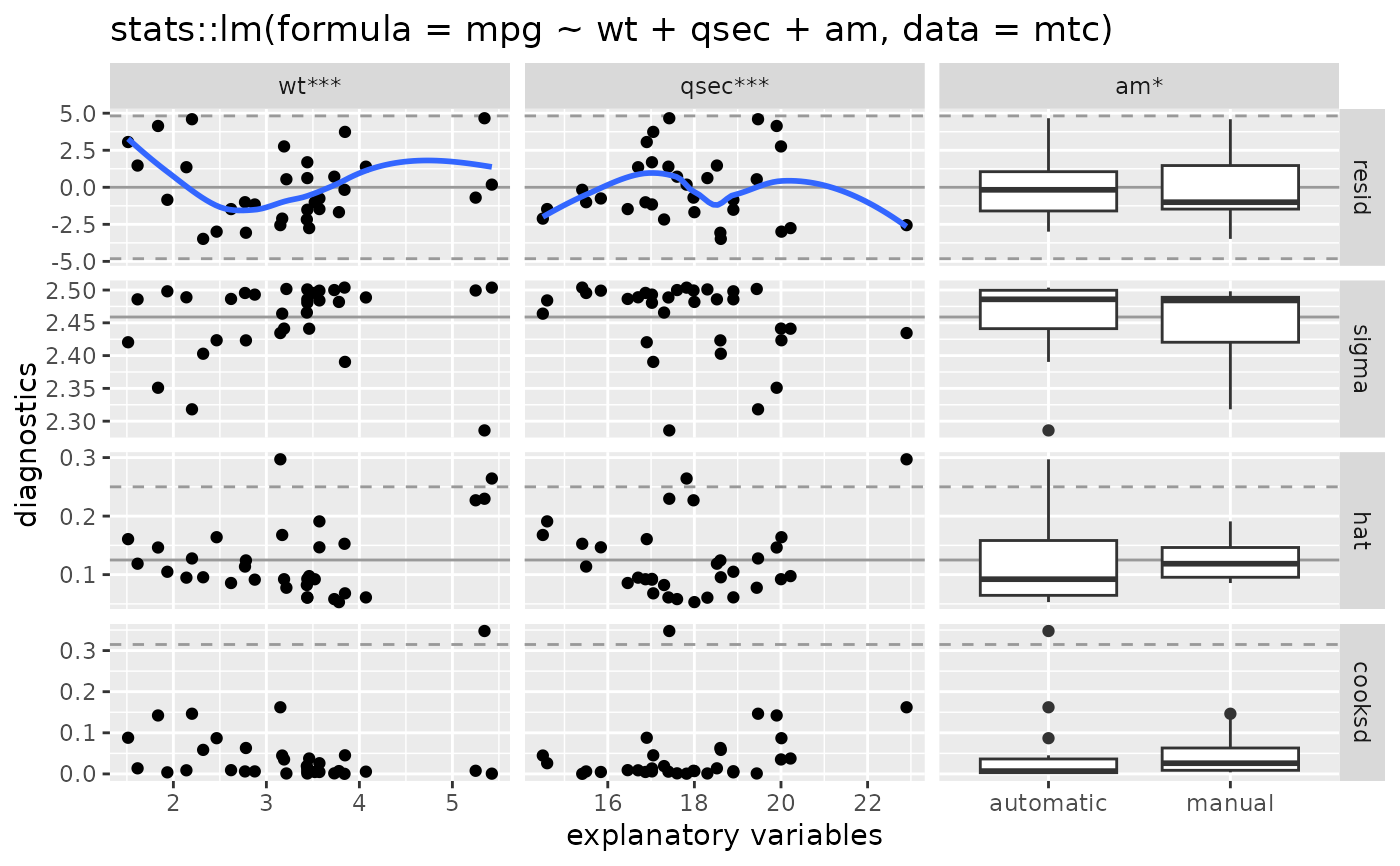 stats::lm(formula = mpg ~ wt + qsec + am, data = mtc)
wt*** qsec*** am*
5.0
2.5
0.0
-2.5
-5.0
resid
2.50
2.45
2.40
2.35
2.30
sigma
diagnostics
0.3
0.2
0.1
hat
0.3
0.2
0.1
0.0
cooksd
2 3 4 5 16 18 20 22 automatic manual
explanatory variables